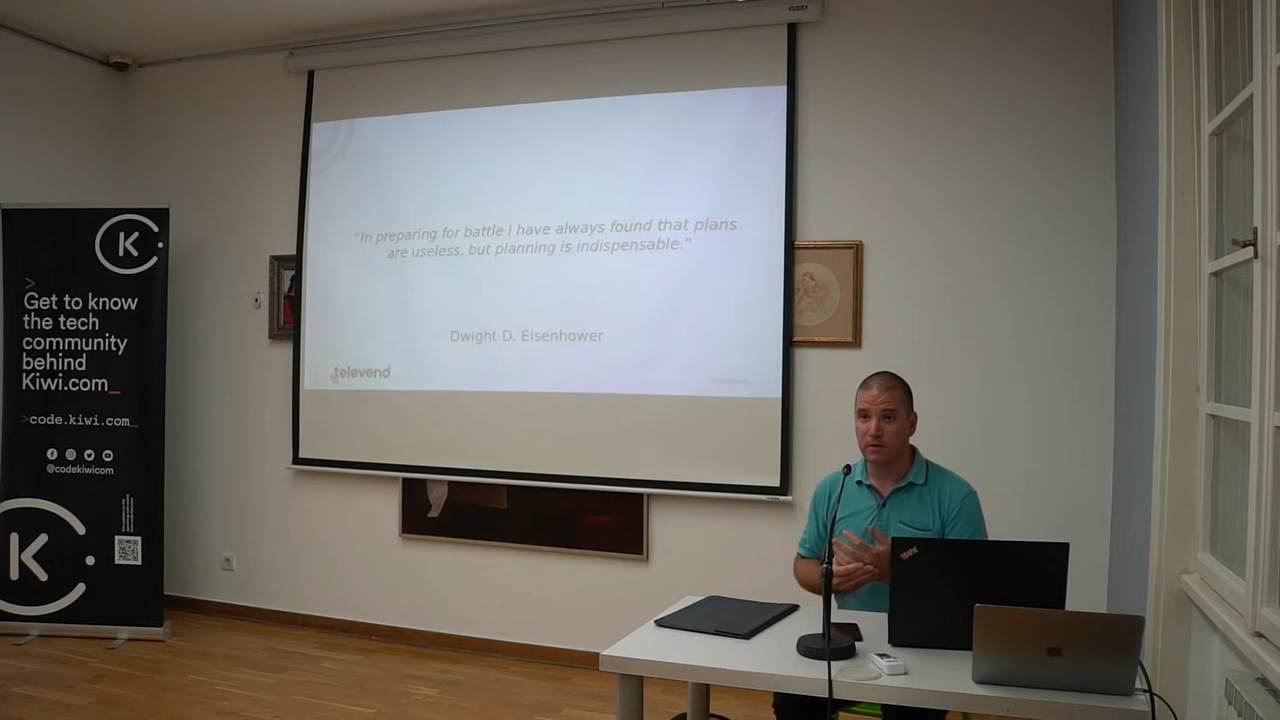 “In preparing for battle I have always found that plans
are useless, but planning is indispensable.”
Dwight D. Eisenhower
televend
K
>
Get to know
the tech
community
behind
Kiwi.com_
>code.kiwi.com_
@codekiwicom
K
ThinkPad